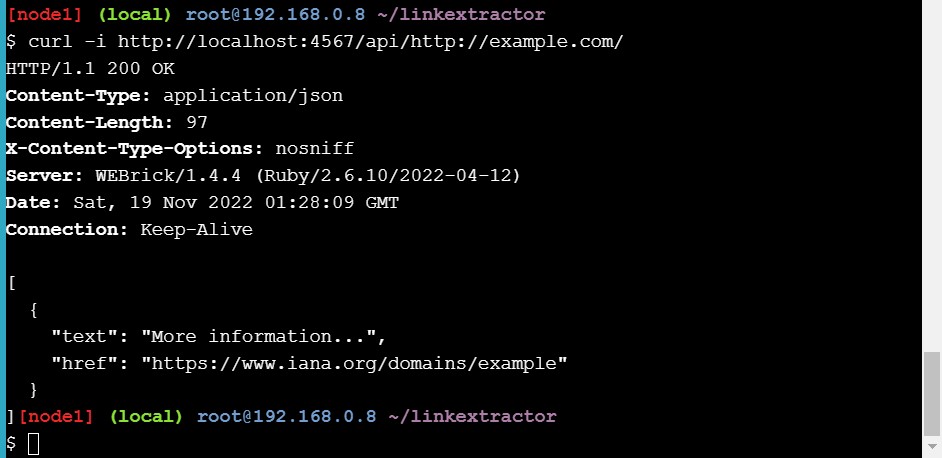 [node1] (local) root@192.168.0.8 ~/linkextractor
$ curl -i http://localhost:4567/api/http://example.com/
HTTP/1.1 200 OK
Content-Type: application/json
Content-Length: 97
X-Content-Type-Options: nosniff
Server: WEBrick/1.4.4 (Ruby/2.6.10/2022-04-12)
Date: Sat, 19 Nov 2022 01:28:09 GMT
Connection: Keep-Alive

[
  {
    "text": "More information...",
    "href": "https://www.iana.org/domains/example"
  }
][node1] (local) root@192.168.0.8 ~/linkextractor
$